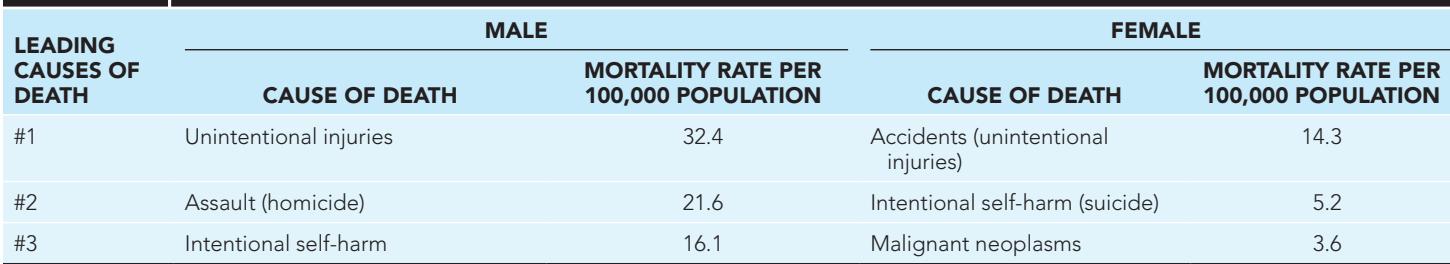 MALE FEMALE
LEADING CAUSES OF DEATH CAUSE OF DEATH MORTALITY RATE PER 100,000 POPULATION CAUSE OF DEATH MORTALITY RATE PER 100,000 POPULATION
#1 Unintentional injuries 32.4 Accidents (unintentional injuries) 14.3
#2 Assault (homicide) 21.6 Intentional self-harm (suicide) 5.2
#3 Intentional self-harm 16.1 Malignant neoplasms 3.6